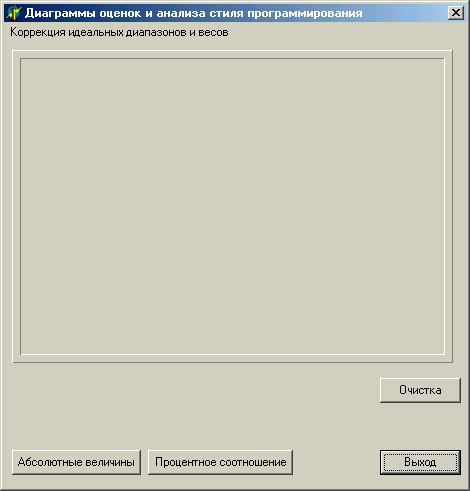 Диаграммы оценок и анализа стиля программирования
Коррекция идеальных диапазонов и весов
Очистка
Абсолютные величины Процентное соотношение Выход